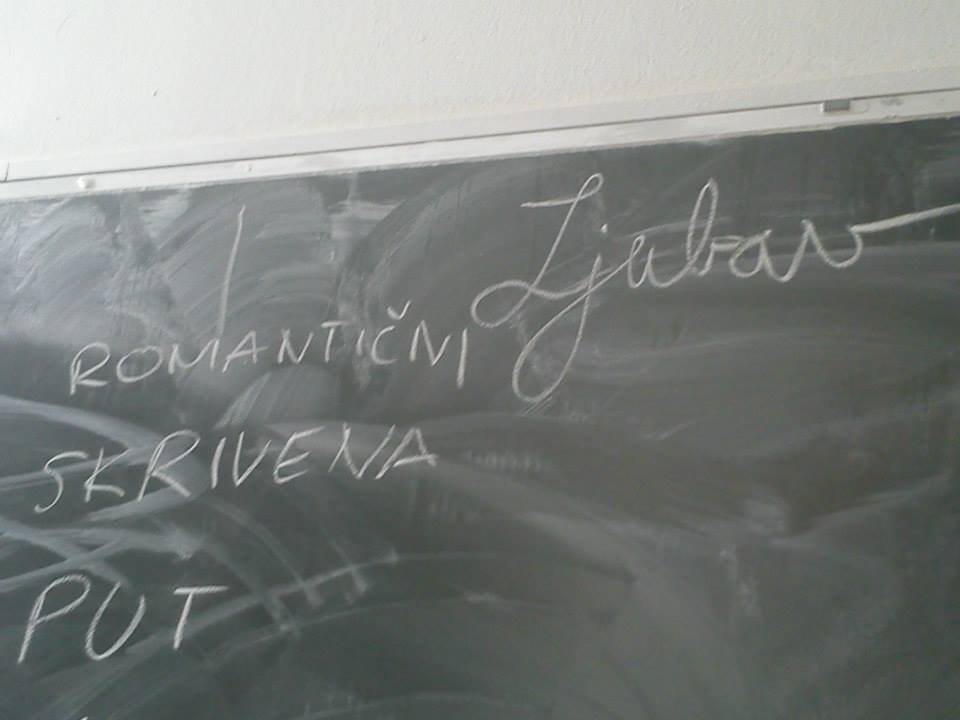 Ljubav
ROMANTIČNI
SKRIVENA
PUT